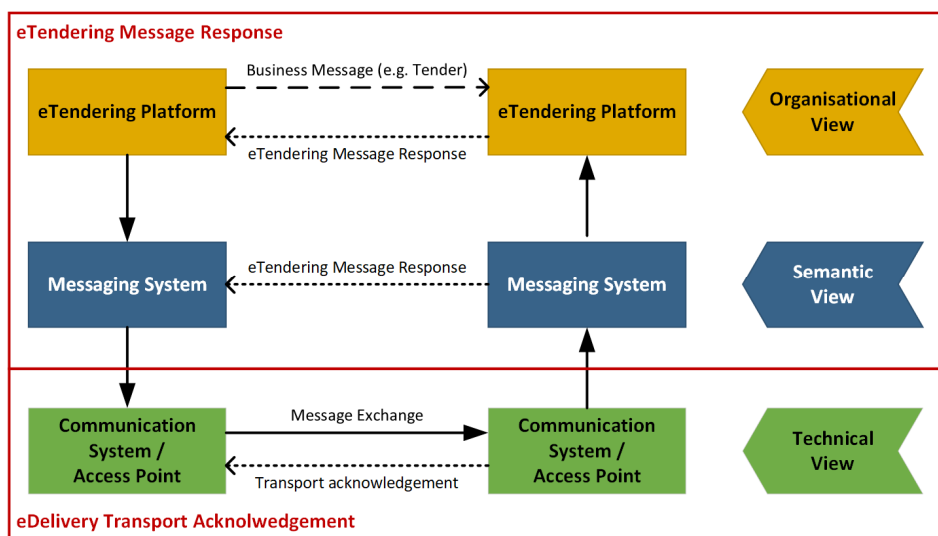 eTendering Message Response
Business Message (e.g. Tender)
eTendering Platform
eTendering Platform
Organisational
View
eTendering Message Response
eTendering Message Response
Messaging System
Messaging System
Semantic
View
Communication
System /
Access Point
Message Exchange
Communication
System /
Access Point
Technical
View
Transport acknowledgement
eDelivery Transport Acknolwedgement